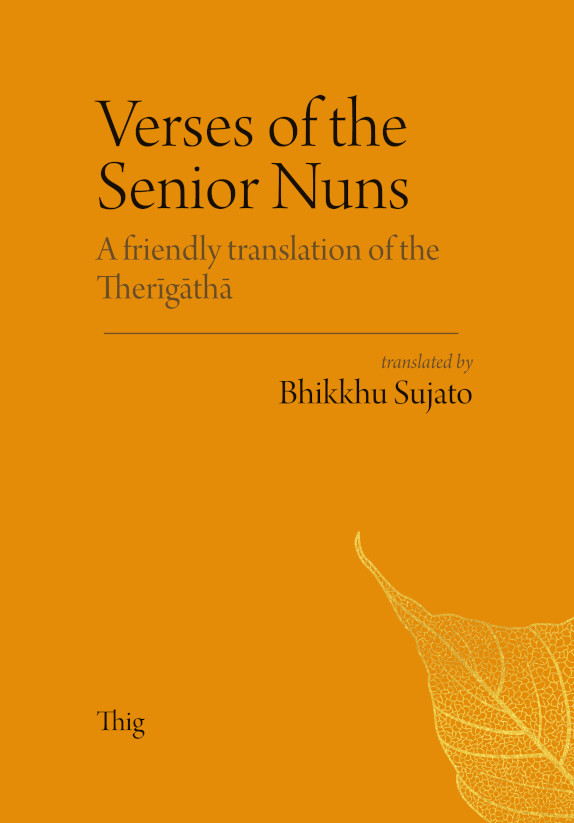 Verses of the
Senior Nuns
A friendly translation of the
Therīgāthā
translated by
Bhikkhu Sujato
Thig